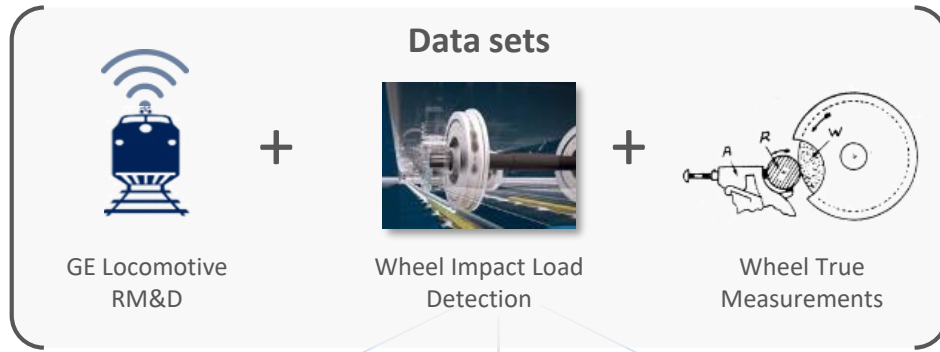 Data sets
+
+
A
R
W
GE Locomotive
RM&D
Wheel Impact Load
Detection
Wheel True
Measurements